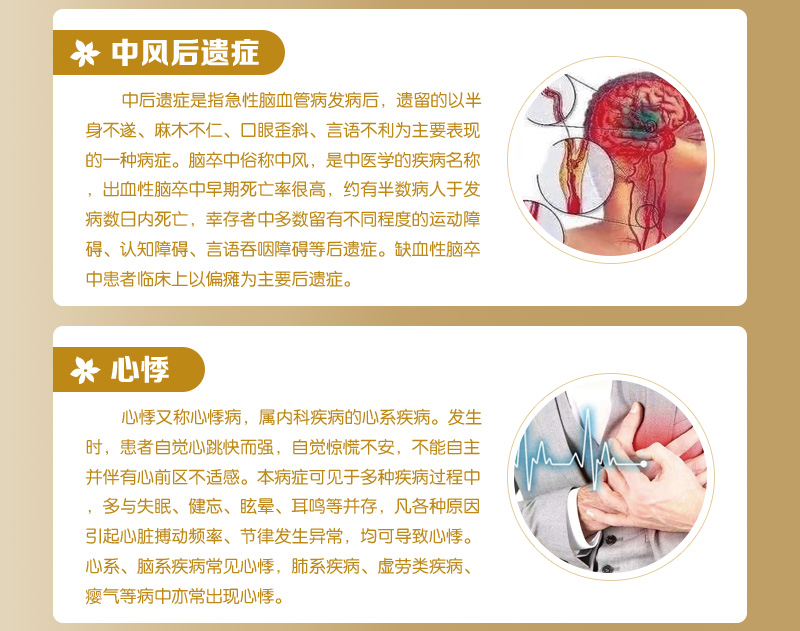 中风后遗症
中后遗症是指急性脑血管病发病后，遗留的以半
身不遂、麻木不仁、口眼歪斜、言语不利为主要表现
的一种病症。脑卒中俗称中风，是中医学的疾病名称
，出血性脑卒中早期死亡率很高，约有半数病人于发
病数日内死亡，幸存者中多数留有不同程度的运动障
碍、认知障碍、言语吞咽障碍等后遗症。缺血性脑卒
中患者临床上以偏瘫为主要后遗症。
心悸
心悸又称心悸病，属内科疾病的心系疾病。发生
时，患者自觉心跳快而强，自觉惊慌不安，不能自主
并伴有心前区不适感。本病症可见于多种疾病过程中
，多与失眠、健忘、眩晕、耳鸣等并存，凡各种原因
引起心脏搏动频率、节律发生异常，均可导致心悸。
心系、脑系疾病常见心悸，肺系疾病、虚劳类疾病、
瘿气等病中亦常出现心悸。